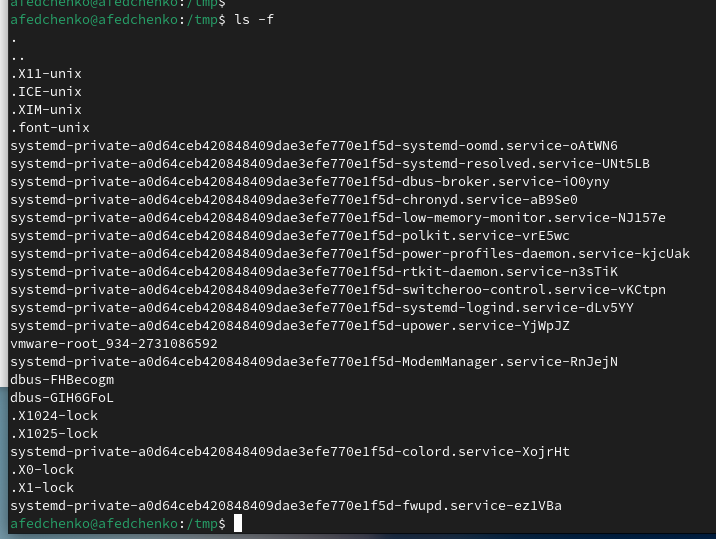 afedchenko@afedchenko:/tmp$
afedchenko@afedchenko:/tmp$ ls -f
.
..
.X11-unix
.ICE-unix
.XIM-unix
.font-unix
systemd-private-a0d64ceb420848409dae3efe770e1f5d-systemd-oomd.service-oAtWN6
systemd-private-a0d64ceb420848409dae3efe770e1f5d-systemd-resolved.service-UNt5LB
systemd-private-a0d64ceb420848409dae3efe770e1f5d-dbus-broker.service-iO0yny
systemd-private-a0d64ceb420848409dae3efe770e1f5d-chronyd.service-aB9Se0
systemd-private-a0d64ceb420848409dae3efe770e1f5d-low-memory-monitor.service-NJ157e
systemd-private-a0d64ceb420848409dae3efe770e1f5d-polkit.service-vrE5wc
systemd-private-a0d64ceb420848409dae3efe770e1f5d-power-profiles-daemon.service-kjcUak
systemd-private-a0d64ceb420848409dae3efe770e1f5d-rtkit-daemon.service-n3sTiK
systemd-private-a0d64ceb420848409dae3efe770e1f5d-switcheroo-control.service-vKCtpn
systemd-private-a0d64ceb420848409dae3efe770e1f5d-systemd-logind.service-dLv5YY
systemd-private-a0d64ceb420848409dae3efe770e1f5d-upower.service-YjWpJZ
vmware-root_934-2731086592
systemd-private-a0d64ceb420848409dae3efe770e1f5d-ModemManager.service-RnJejN
dbus-FHBecogm
dbus-GIH6GFoL
.X1024-lock
.X1025-lock
systemd-private-a0d64ceb420848409dae3efe770e1f5d-colord.service-XojrHt
.X0-lock
.X1-lock
systemd-private-a0d64ceb420848409dae3efe770e1f5d-fwupd.service-ez1VBa
afedchenko@afedchenko:/tmp$